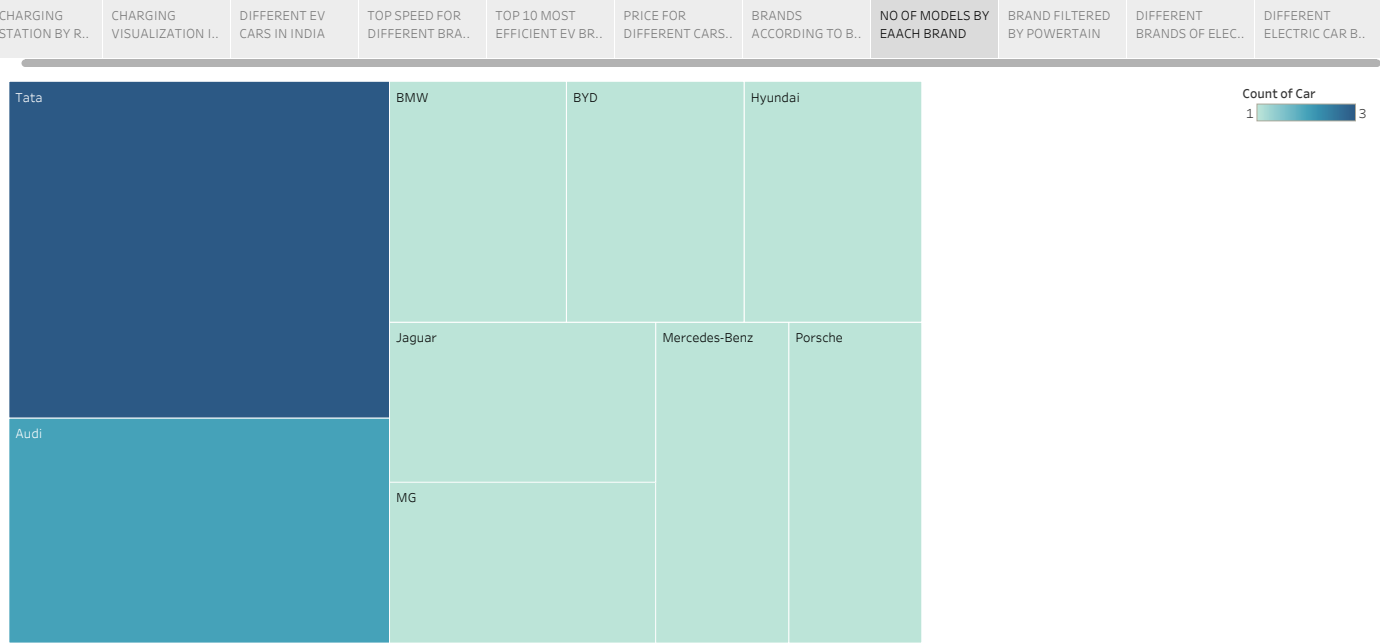 CHARGING
STATION BY R..
CHARGING
VISUALIZATION I..
DIFFERENT EV
CARS IN INDIA
TOP SPEED FOR
DIFFERENT BRA..
TOP 10 MOST
EFFICIENT EV BR..
PRICE FOR
DIFFERENT CARS..
BRANDS
ACCORDING TO B..
NO OF MODELS BY
EAACH BRAND
BRAND FILTERED
BY POWERTAIN
DIFFERENT
BRANDS OF ELEC..
DIFFERENT
ELECTRIC CAR B..
Count of Car
1 3
Tata
BMW
BYD
Hyundai
Jaguar
Mercedes-Benz
Porsche
Audi
MG